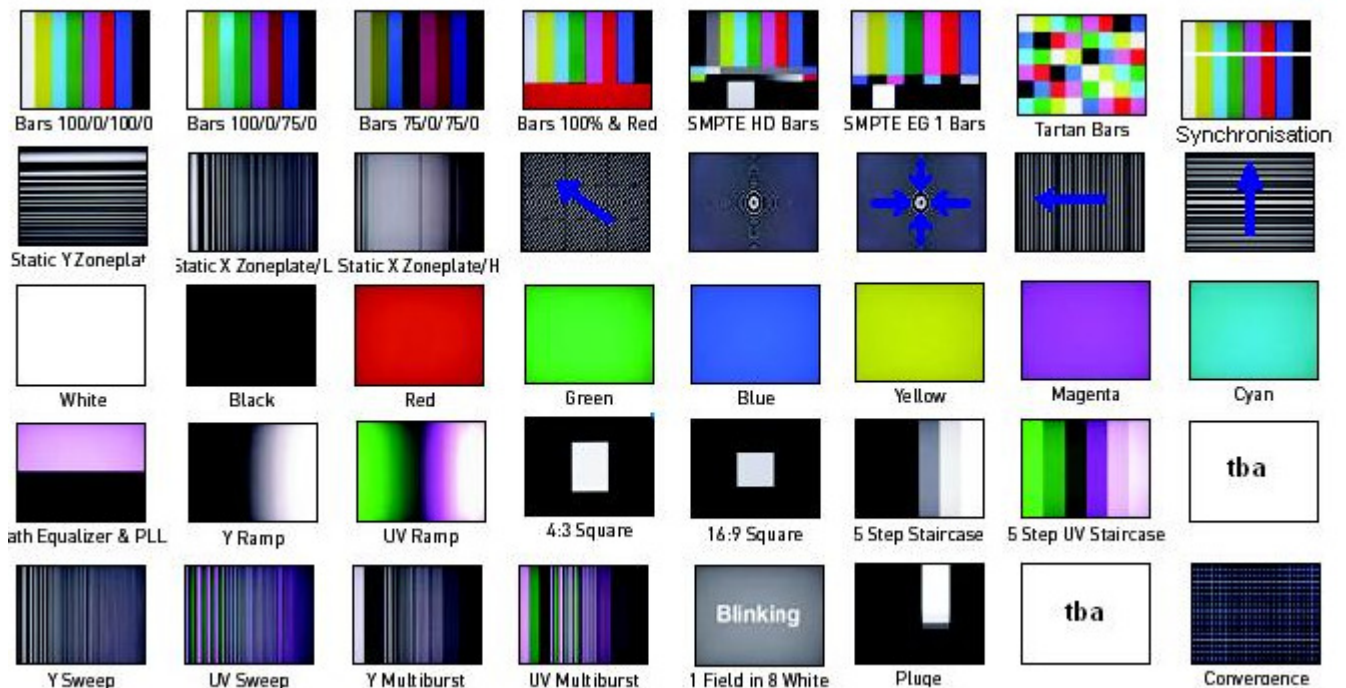 Bars 100/0/100/0
Bars 100/0/75/0
Bars 75/0/75/0
Bars 100% & Red
SMPTE HD Bars
SMPTE EG 1 Bars
Tartan Bars
Synchronisation
Static Y Zoneplat
Static X Zoneplate/L
Static X Zoneplate/H
White
Black
Red
Green
Blue
Yellow
Magenta
Cyan
tba
ath Equalizer & PLL
Y Ramp
UV Ramp
4:3 Square
16:9 Square
5 Step Staircase
5 Step UV Staircase
Blinking
tba
Y Sweep
UV Sweep
Y Multiburst
UV Multiburst
1 Field in 8 White
Pluge
Convergence